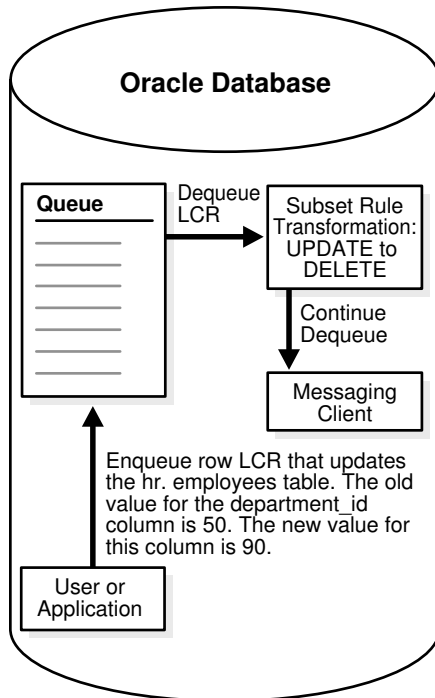 Oracle Database
Queue
Dequeue
LCR
Subset Rule
Transformation:
UPDATE to
DELETE
Continue
Dequeue
Messaging
Client
Enqueue row LCR that updates
the hr. employees table. The old
value for the department_id
column is 50. The new value for
this column is 90.
User or
Application